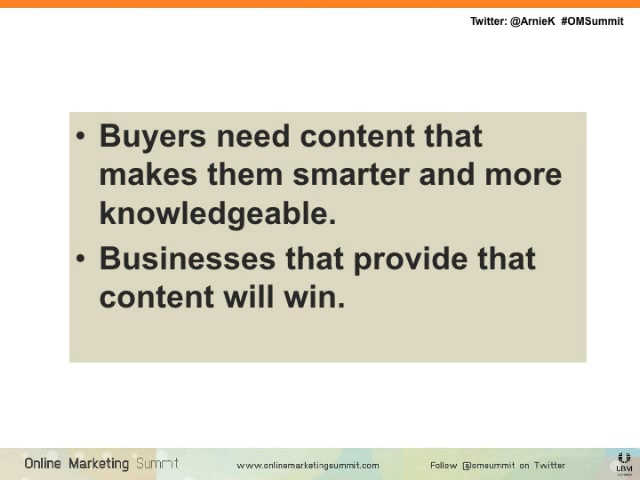 Twitter: @ArnieK #OMSummit
• Buyers need content that
makes them smarter and more
knowledgeable.
• Businesses that provide that
content will win.
Online Marketing Summit
www.onlinemarketingsummit.com
Follow @omsummit on Twitter
UBM